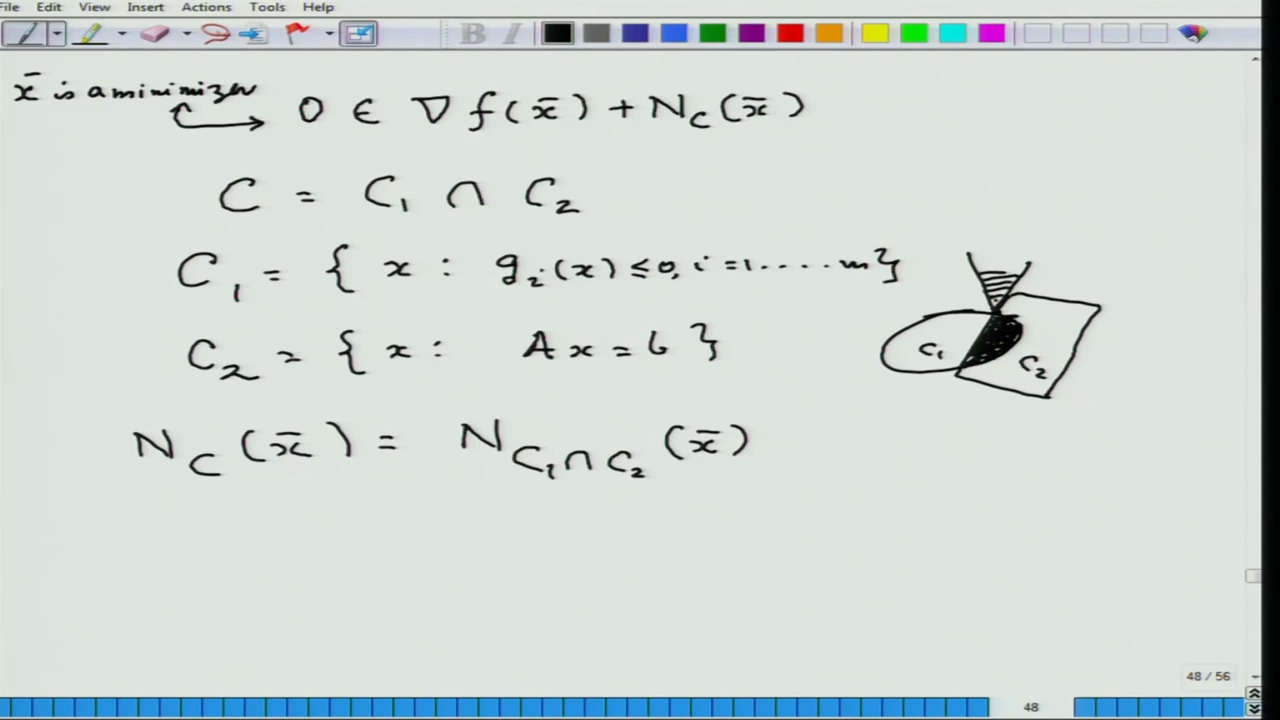 File Edit View Insert Actions Tools Help
B I
x̄ is a minimizer
0 ∈ ∇f(x̄) + N_C(x̄)
C = C₁ ∩ C₂
C₁ = { x : gᵢ(x) ≤ 0, i = 1.....m}
C₂ = { x : Ax = b }
C₁ C₂
N_C(x̄) = N_{C₁∩C₂}(x̄)
48 / 56
48